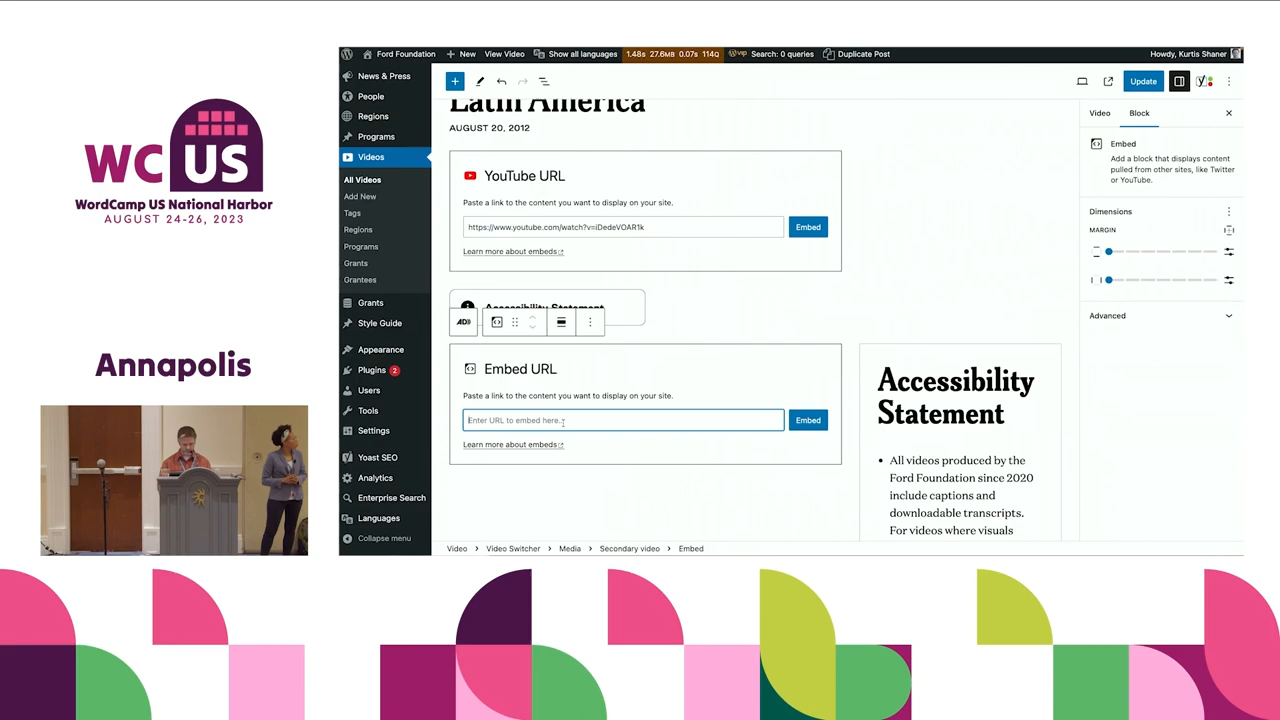 WC US
WordCamp US National Harbor
AUGUST 24-26, 2023
Annapolis
Ford Foundation
New
View Video
Show all languages
1.48s 27.6MB 0.07s 114Q
vip
Search: 0 queries
Duplicate Post
Howdy, Kurtis Shaner
News & Press
People
Regions
Programs
Videos
All Videos
Add New
Tags
Regions
Programs
Grants
Grantees
Grants
Style Guide
Appearance
Plugins 2
Users
Tools
Settings
Yoast SEO
Analytics
Enterprise Search
Languages
Collapse menu
Update
Latin America
AUGUST 20, 2012
YouTube URL
Paste a link to the content you want to display on your site.
https://www.youtube.com/watch?v=iDedeVOAR1k
Embed
Learn more about embeds
Accessibility Statement
AD))
Embed URL
Paste a link to the content you want to display on your site.
Enter URL to embed here...
Embed
Learn more about embeds
Accessibility
Statement
• All videos produced by the
Ford Foundation since 2020
include captions and
downloadable transcripts.
For videos where visuals
Video
Block
Embed
Add a block that displays content
pulled from other sites, like Twitter
or YouTube.
Dimensions
MARGIN
Advanced
Video > Video Switcher > Media > Secondary video > Embed